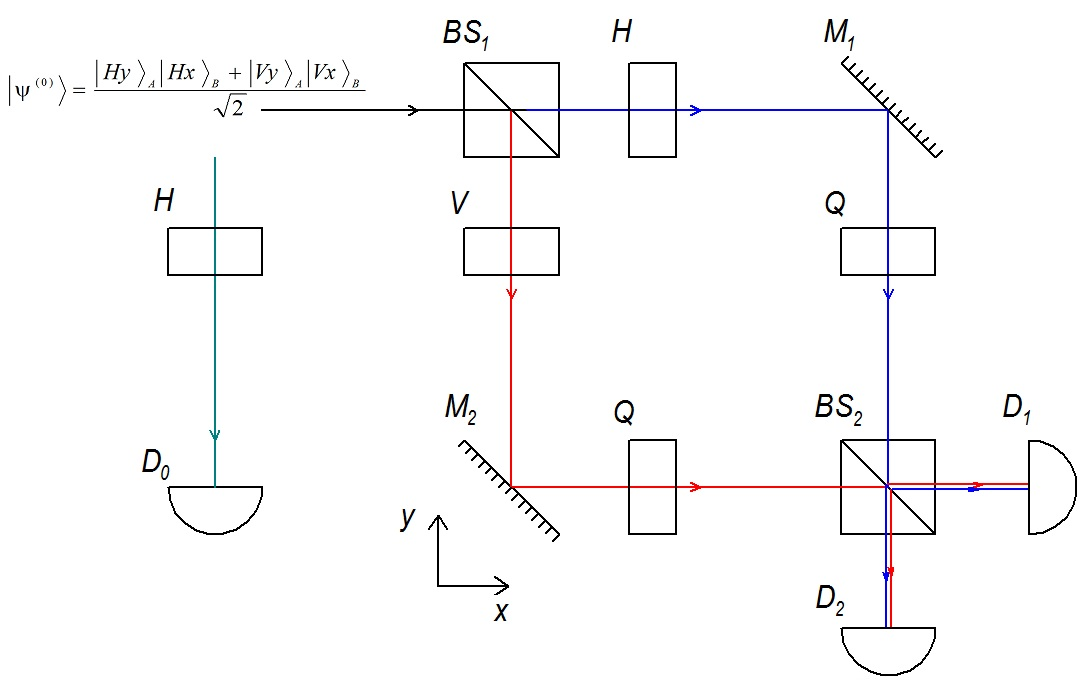 BS₁ H M₁
|ψ⁽⁰⁾⟩ = |Hy⟩_A|Hx⟩_B + |Vy⟩_A|Vx⟩_B / √2
H V Q
M₂ Q BS₂ D₁
D₀
y
x
D₂